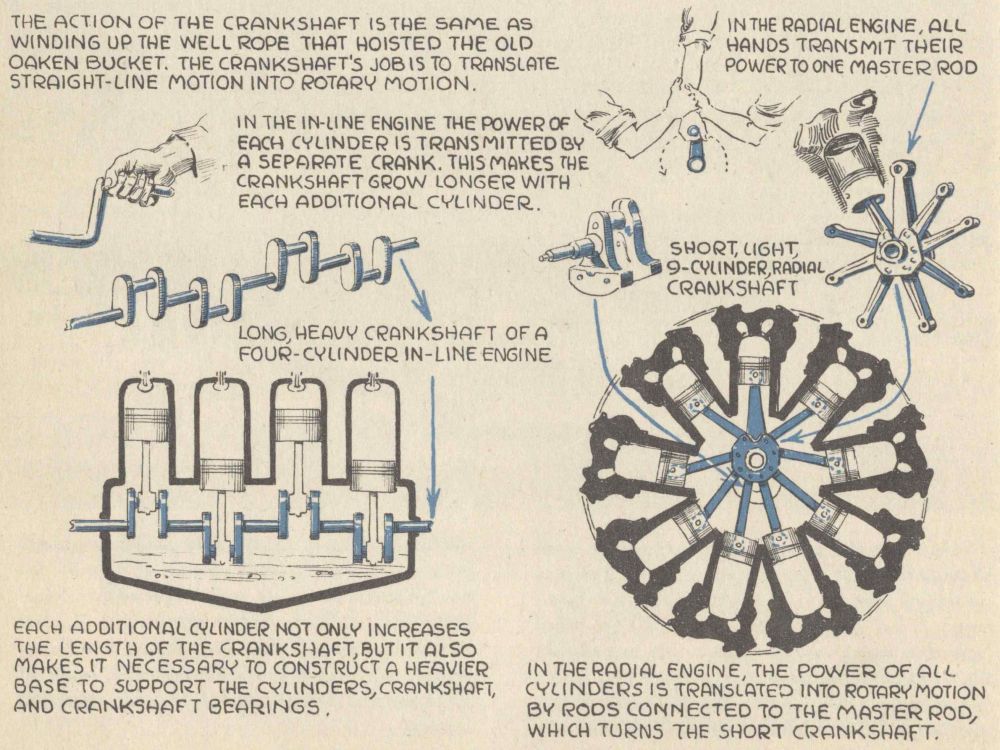 THE ACTION OF THE CRANKSHAFT IS THE SAME AS
WINDING UP THE WELL ROPE THAT HOISTED THE OLD
OAKEN BUCKET. THE CRANKSHAFT'S JOB IS TO TRANSLATE
STRAIGHT-LINE MOTION INTO ROTARY MOTION.
IN THE IN-LINE ENGINE THE POWER OF
EACH CYLINDER IS TRANSMITTED BY
A SEPARATE CRANK. THIS MAKES THE
CRANKSHAFT GROW LONGER WITH
EACH ADDITIONAL CYLINDER.
LONG, HEAVY CRANKSHAFT OF A
FOUR-CYLINDER IN-LINE ENGINE
EACH ADDITIONAL CYLINDER NOT ONLY INCREASES
THE LENGTH OF THE CRANKSHAFT, BUT IT ALSO
MAKES IT NECESSARY TO CONSTRUCT A HEAVIER
BASE TO SUPPORT THE CYLINDERS, CRANKSHAFT,
AND CRANKSHAFT BEARINGS.
IN THE RADIAL ENGINE, ALL
HANDS TRANSMIT THEIR
POWER TO ONE MASTER ROD
SHORT, LIGHT,
9-CYLINDER, RADIAL
CRANKSHAFT
IN THE RADIAL ENGINE, THE POWER OF ALL
CYLINDERS IS TRANSLATED INTO ROTARY MOTION
BY RODS CONNECTED TO THE MASTER ROD,
WHICH TURNS THE SHORT CRANKSHAFT.